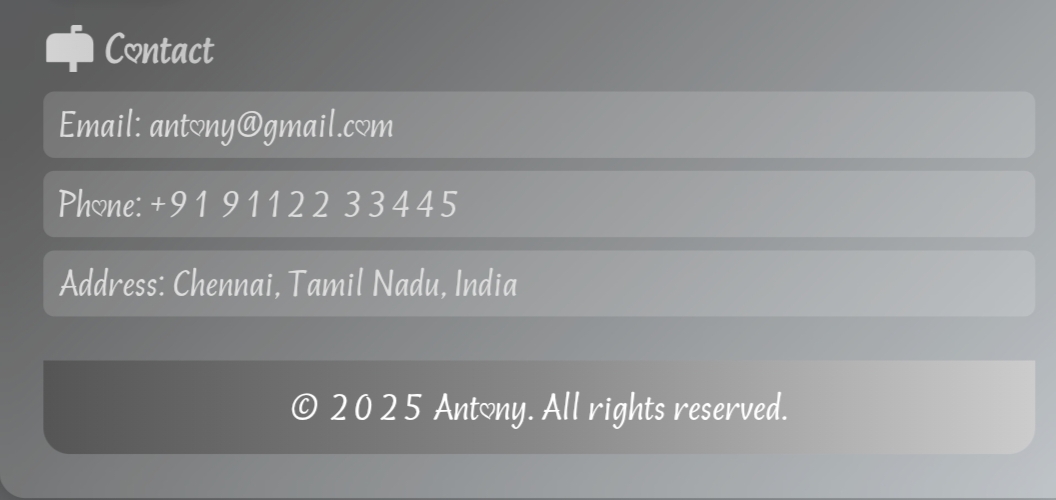 Contact
Email: antony@gmail.com
Phone: +91 91122 33445
Address: Chennai, Tamil Nadu, India
© 2025 Antony. All rights reserved.